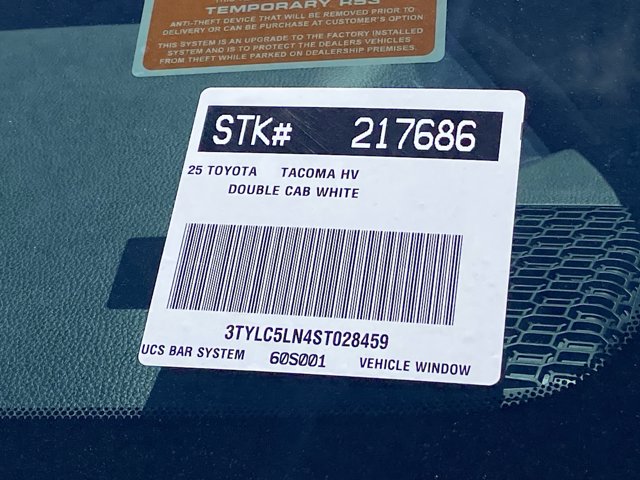 TEMPORARY
ANTI-THEFT DEVICE THAT WILL BE REMOVED PRIOR TO
DELIVERY OR CAN BE PURCHASE AT CUSTOMER'S OPTION.
THIS SYSTEM IS AN UPGRADE TO THE FACTORY INSTALLED
SYSTEM AND IS TO PROTECT THE DEALERS VEHICLES
FROM THEFT WHILE PARKED ON DEALERSHIP PREMISES.
STK# 217686
25 TOYOTA TACOMA HV
DOUBLE CAB WHITE
3TYLC5LN4ST028459
UCS BAR SYSTEM 60S001 VEHICLE WINDOW